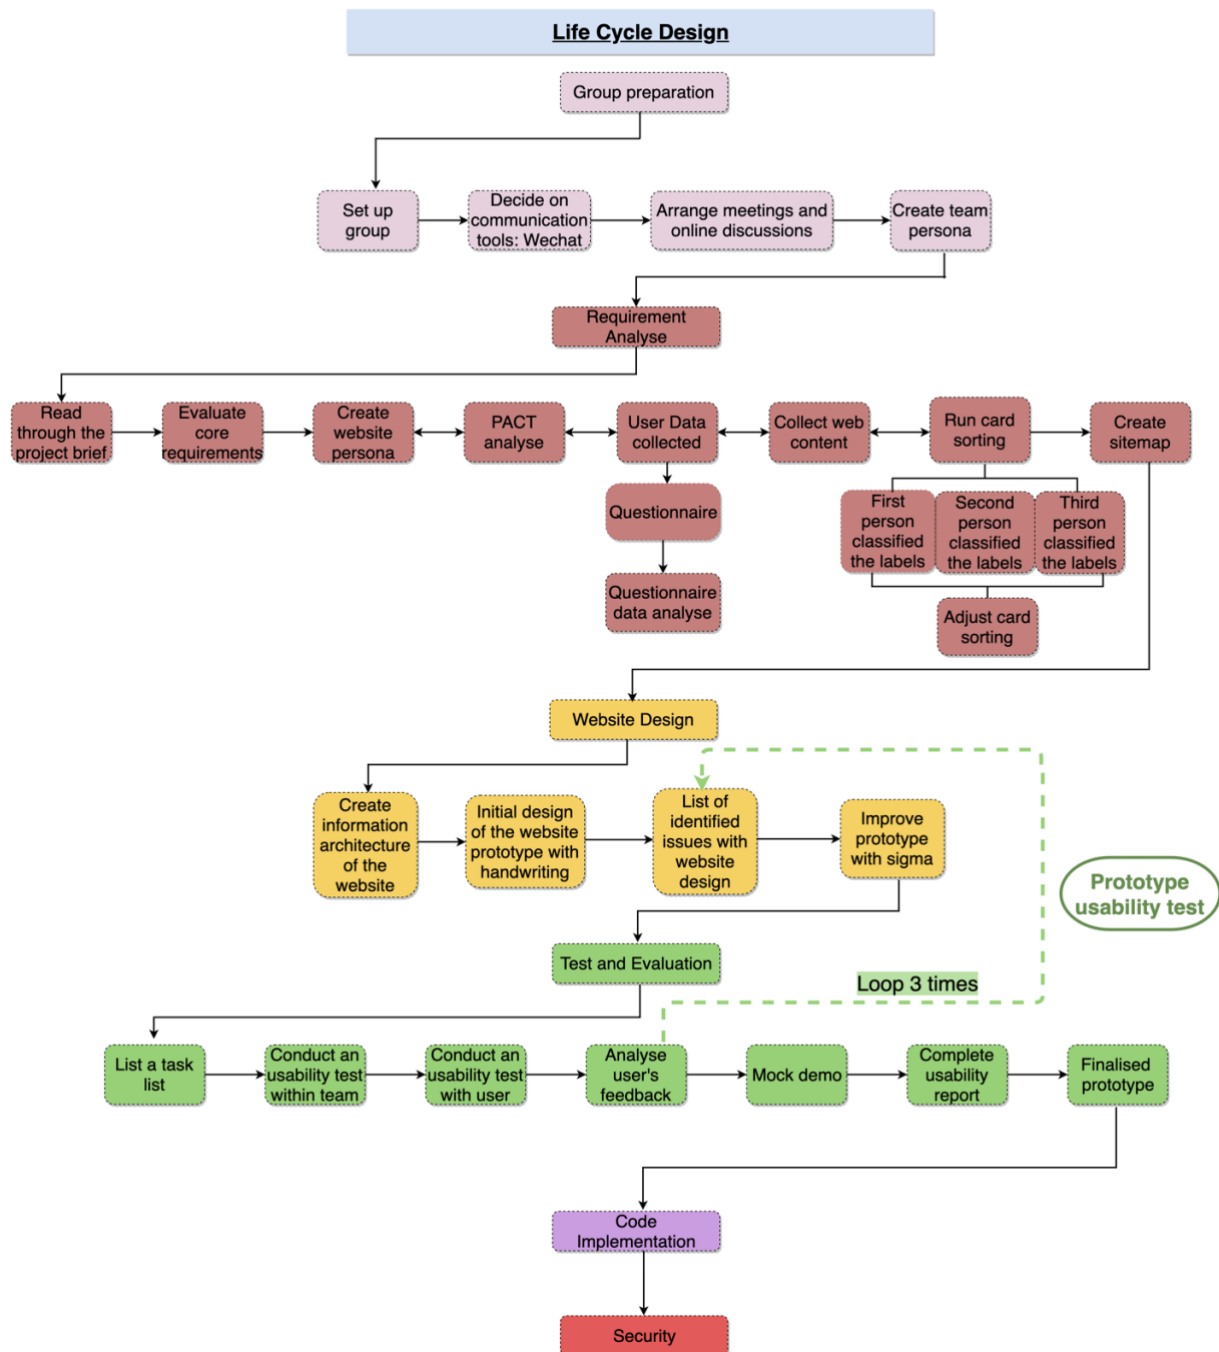 Life Cycle Design
Group preparation
Set up
group
Decide on
communication
tools: Wechat
Arrange meetings and
online discussions
Create team
persona
Requirement
Analyse
Read
through the
project brief
Evaluate
core
requirements
Create
website
persona
PACT
analyse
User Data
collected
Collect web
content
Run card
sorting
Create
sitemap
Questionnaire
Questionnaire
data analyse
First
person
classified
the labels
Second
person
classified
the labels
Third
person
classified
the labels
Adjust card
sorting
Website Design
Create
information
architecture
of the
website
Initial design
of the website
prototype with
handwriting
List of
identified
issues with
website
design
Improve
prototype
with sigma
Prototype
usability test
Test and Evaluation
Loop 3 times
List a task
list
Conduct an
usability test
within team
Conduct an
usability test
with user
Analyse
user's
feedback
Mock demo
Complete
usability
report
Finalised
prototype
Code
Implementation
Security